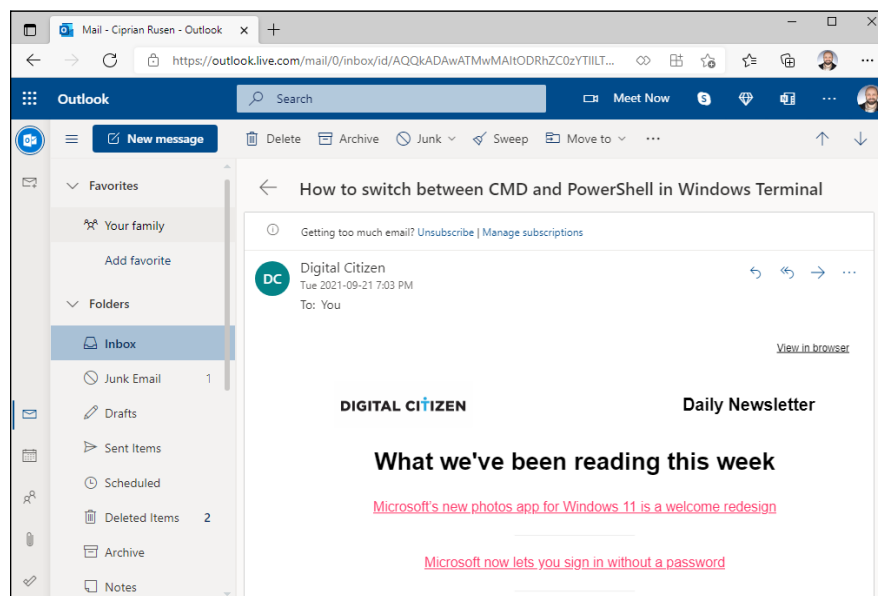 Mail - Ciprian Rusen - Outlook
https://outlook.live.com/mail/0/inbox/id/AQQkADAwATMwMAItODRhZC0zYTllLT...
Outlook
Search
Meet Now
New message
Delete
Archive
Junk
Sweep
Move to
Favorites
Your family
Add favorite
Folders
Inbox
Junk Email 1
Drafts
Sent Items
Scheduled
Deleted Items 2
Archive
Notes
How to switch between CMD and PowerShell in Windows Terminal
Getting too much email? Unsubscribe | Manage subscriptions
DC
Digital Citizen
Tue 2021-09-21 7:03 PM
To: You
View in browser
DIGITAL CITIZEN
Daily Newsletter
What we've been reading this week
Microsoft's new photos app for Windows 11 is a welcome redesign
Microsoft now lets you sign in without a password